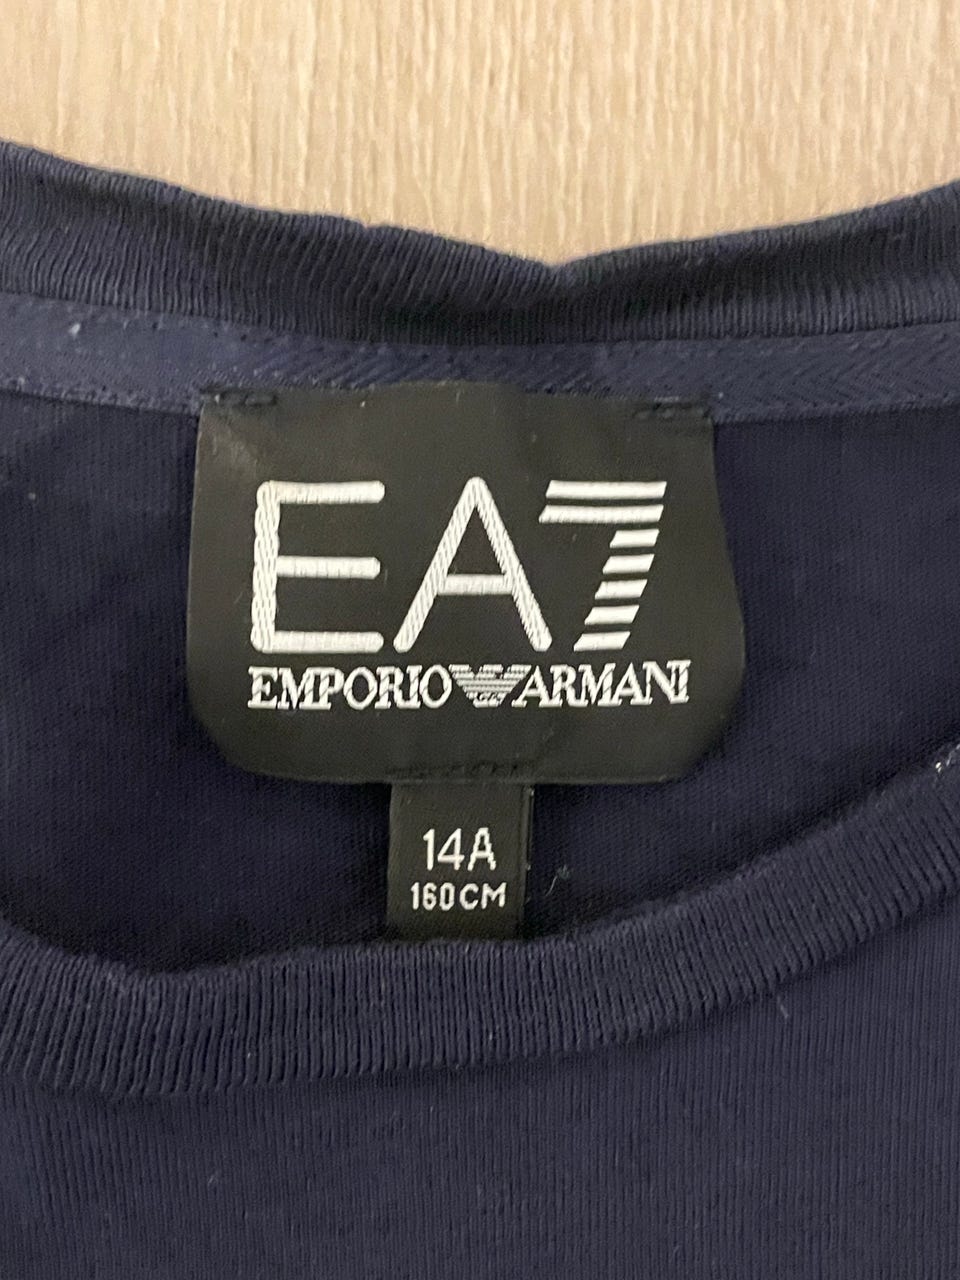 EA7
EMPORIO ARMANI
14A
160CM